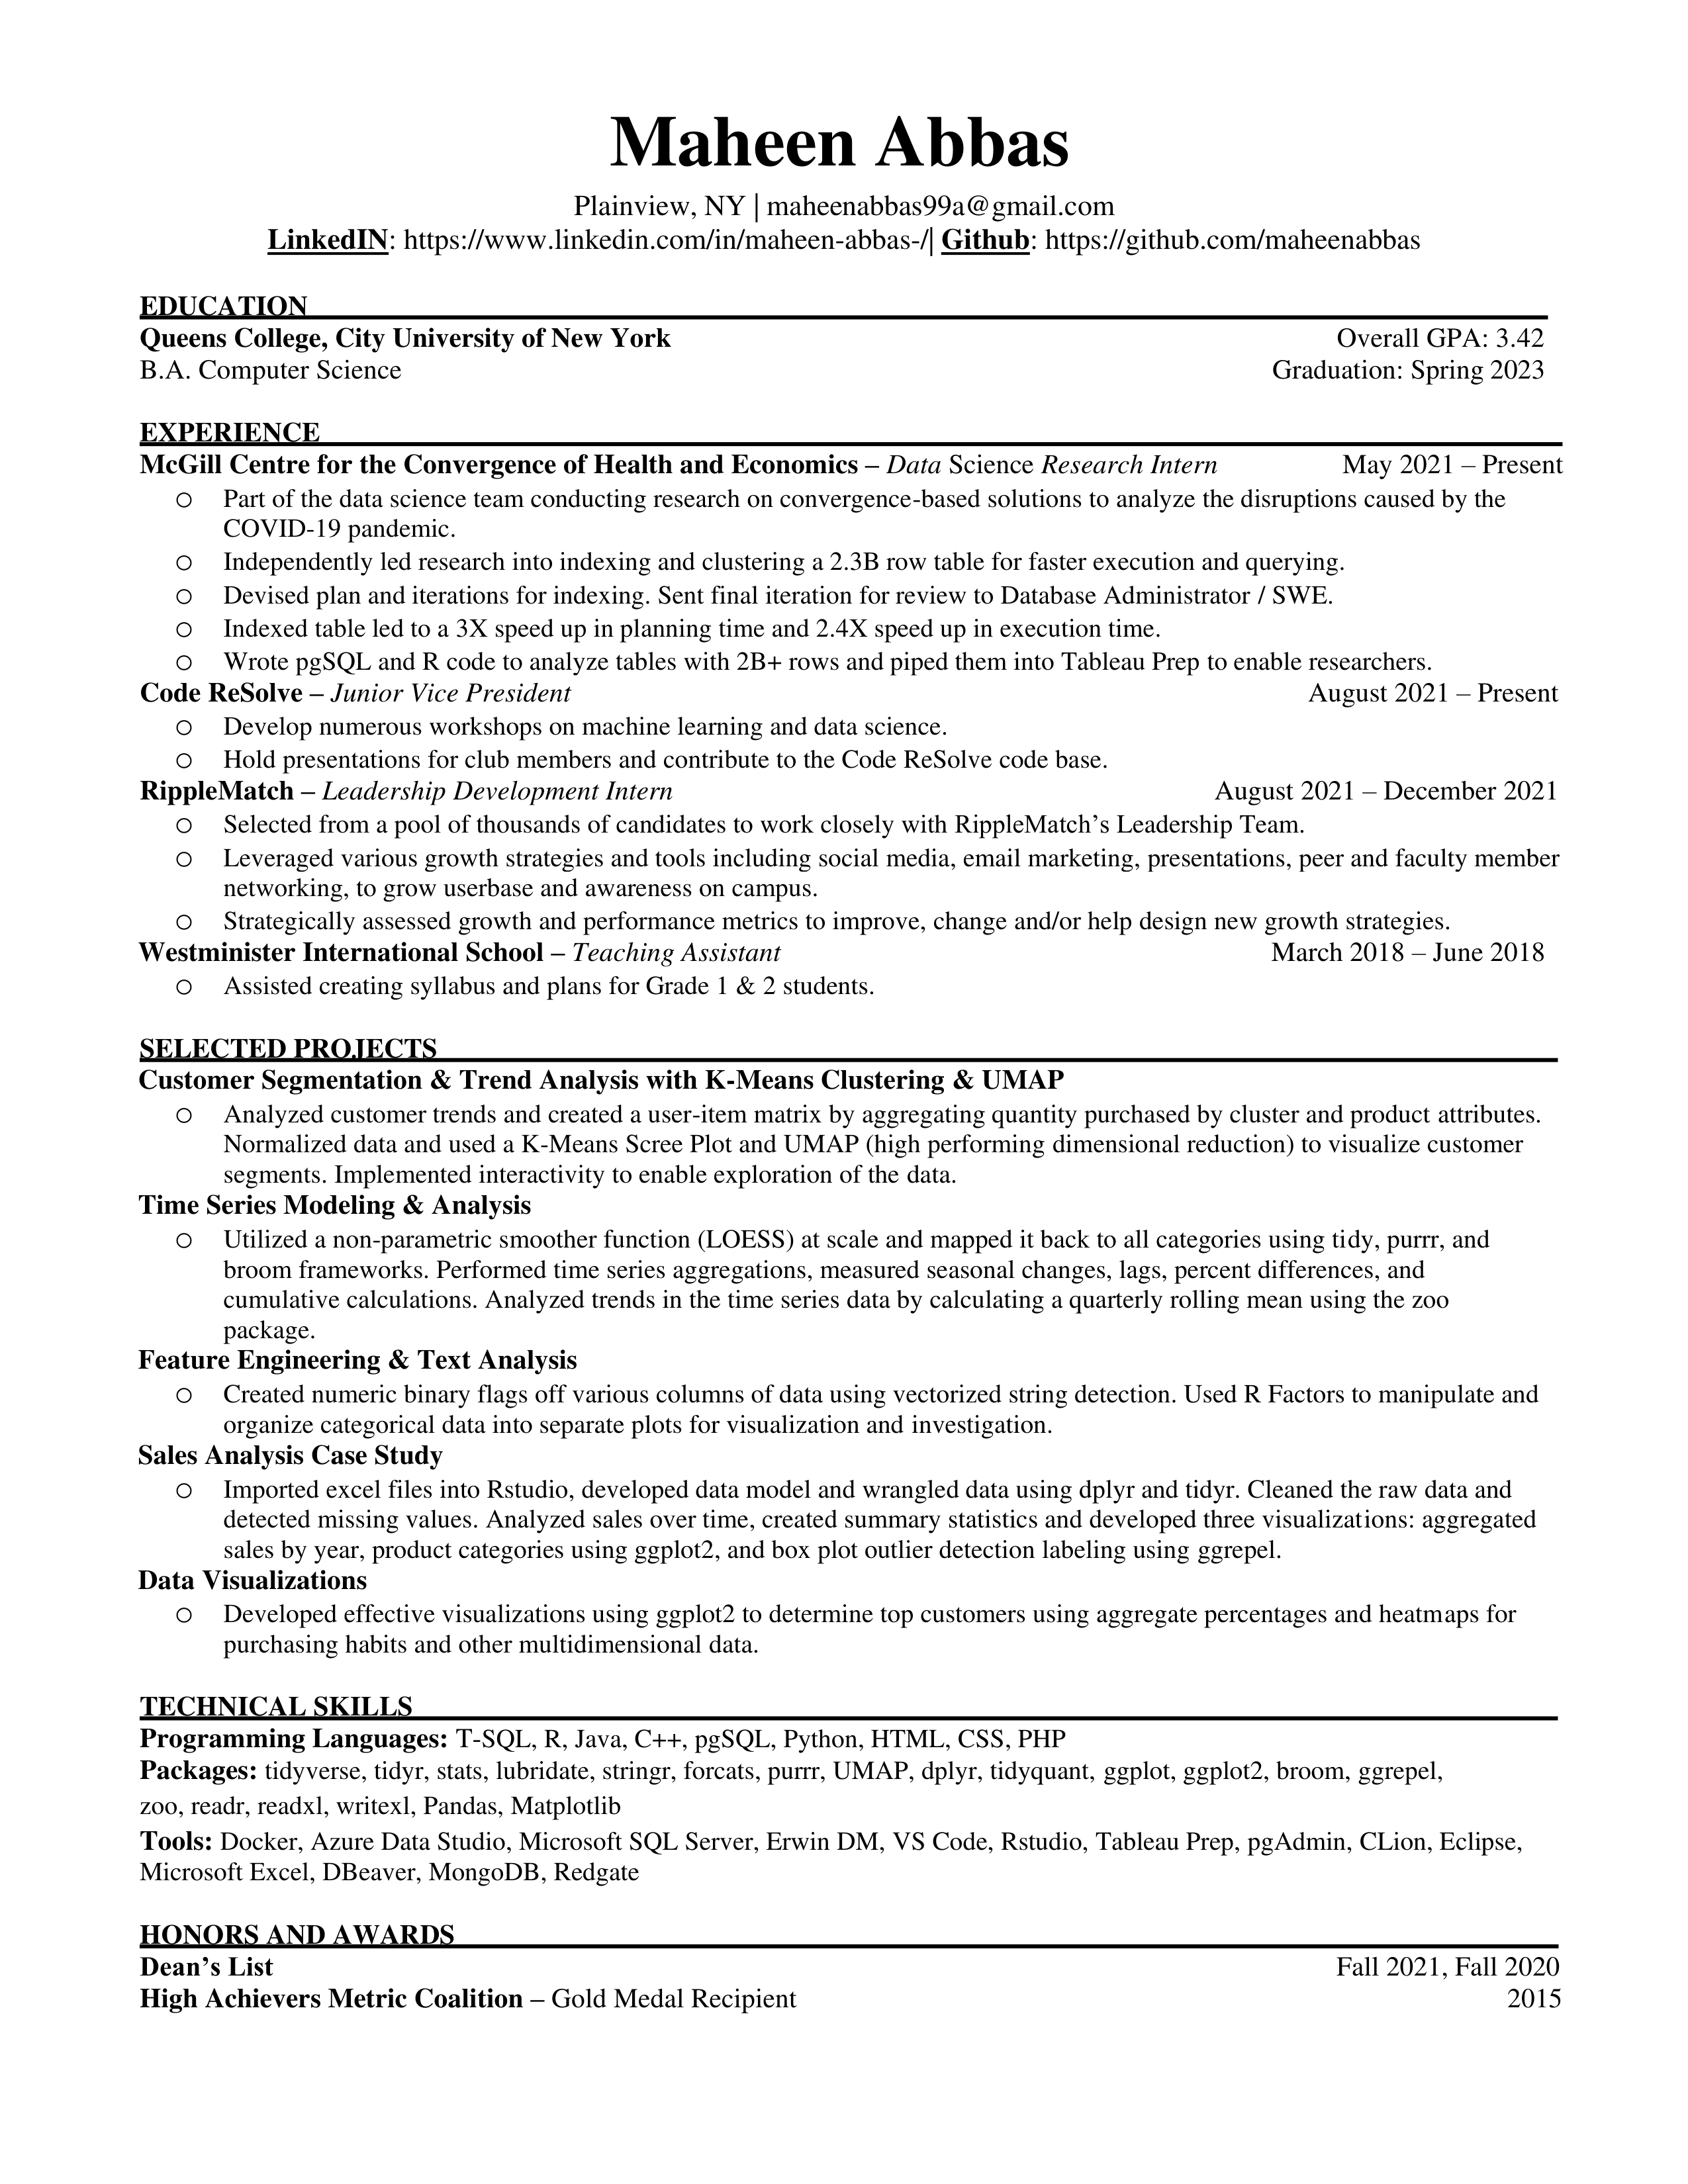 Maheen Abbas
Plainview, NY | maheenabbas99a@gmail.com
LinkedIN: https://www.linkedin.com/in/maheen-abbas-/| Github: https://github.com/maheenabbas
EDUCATION
Queens College, City University of New York Overall GPA: 3.42
B.A. Computer Science Graduation: Spring 2023
EXPERIENCE
McGill Centre for the Convergence of Health and Economics – Data Science Research Intern May 2021 – Present
o Part of the data science team conducting research on convergence-based solutions to analyze the disruptions caused by the
COVID-19 pandemic.
o Independently led research into indexing and clustering a 2.3B row table for faster execution and querying.
o Devised plan and iterations for indexing. Sent final iteration for review to Database Administrator / SWE.
o Indexed table led to a 3X speed up in planning time and 2.4X speed up in execution time.
o Wrote pgSQL and R code to analyze tables with 2B+ rows and piped them into Tableau Prep to enable researchers.
Code ReSolve – Junior Vice President August 2021 – Present
o Develop numerous workshops on machine learning and data science.
o Hold presentations for club members and contribute to the Code ReSolve code base.
RippleMatch – Leadership Development Intern August 2021 – December 2021
o Selected from a pool of thousands of candidates to work closely with RippleMatch’s Leadership Team.
o Leveraged various growth strategies and tools including social media, email marketing, presentations, peer and faculty member
networking, to grow userbase and awareness on campus.
o Strategically assessed growth and performance metrics to improve, change and/or help design new growth strategies.
Westminister International School – Teaching Assistant March 2018 – June 2018
o Assisted creating syllabus and plans for Grade 1 & 2 students.
SELECTED PROJECTS
Customer Segmentation & Trend Analysis with K-Means Clustering & UMAP
o Analyzed customer trends and created a user-item matrix by aggregating quantity purchased by cluster and product attributes.
Normalized data and used a K-Means Scree Plot and UMAP (high performing dimensional reduction) to visualize customer
segments. Implemented interactivity to enable exploration of the data.
Time Series Modeling & Analysis
o Utilized a non-parametric smoother function (LOESS) at scale and mapped it back to all categories using tidy, purrr, and
broom frameworks. Performed time series aggregations, measured seasonal changes, lags, percent differences, and
cumulative calculations. Analyzed trends in the time series data by calculating a quarterly rolling mean using the zoo
package.
Feature Engineering & Text Analysis
o Created numeric binary flags off various columns of data using vectorized string detection. Used R Factors to manipulate and
organize categorical data into separate plots for visualization and investigation.
Sales Analysis Case Study
o Imported excel files into Rstudio, developed data model and wrangled data using dplyr and tidyr. Cleaned the raw data and
detected missing values. Analyzed sales over time, created summary statistics and developed three visualizations: aggregated
sales by year, product categories using ggplot2, and box plot outlier detection labeling using ggrepel.
Data Visualizations
o Developed effective visualizations using ggplot2 to determine top customers using aggregate percentages and heatmaps for
purchasing habits and other multidimensional data.
TECHNICAL SKILLS
Programming Languages: T-SQL, R, Java, C++, pgSQL, Python, HTML, CSS, PHP
Packages: tidyverse, tidyr, stats, lubridate, stringr, forcats, purrr, UMAP, dplyr, tidyquant, ggplot, ggplot2, broom, ggrepel,
zoo, readr, readxl, writexl, Pandas, Matplotlib
Tools: Docker, Azure Data Studio, Microsoft SQL Server, Erwin DM, VS Code, Rstudio, Tableau Prep, pgAdmin, CLion, Eclipse,
Microsoft Excel, DBeaver, MongoDB, Redgate
HONORS AND AWARDS
Dean’s List Fall 2021, Fall 2020
High Achievers Metric Coalition – Gold Medal Recipient 2015